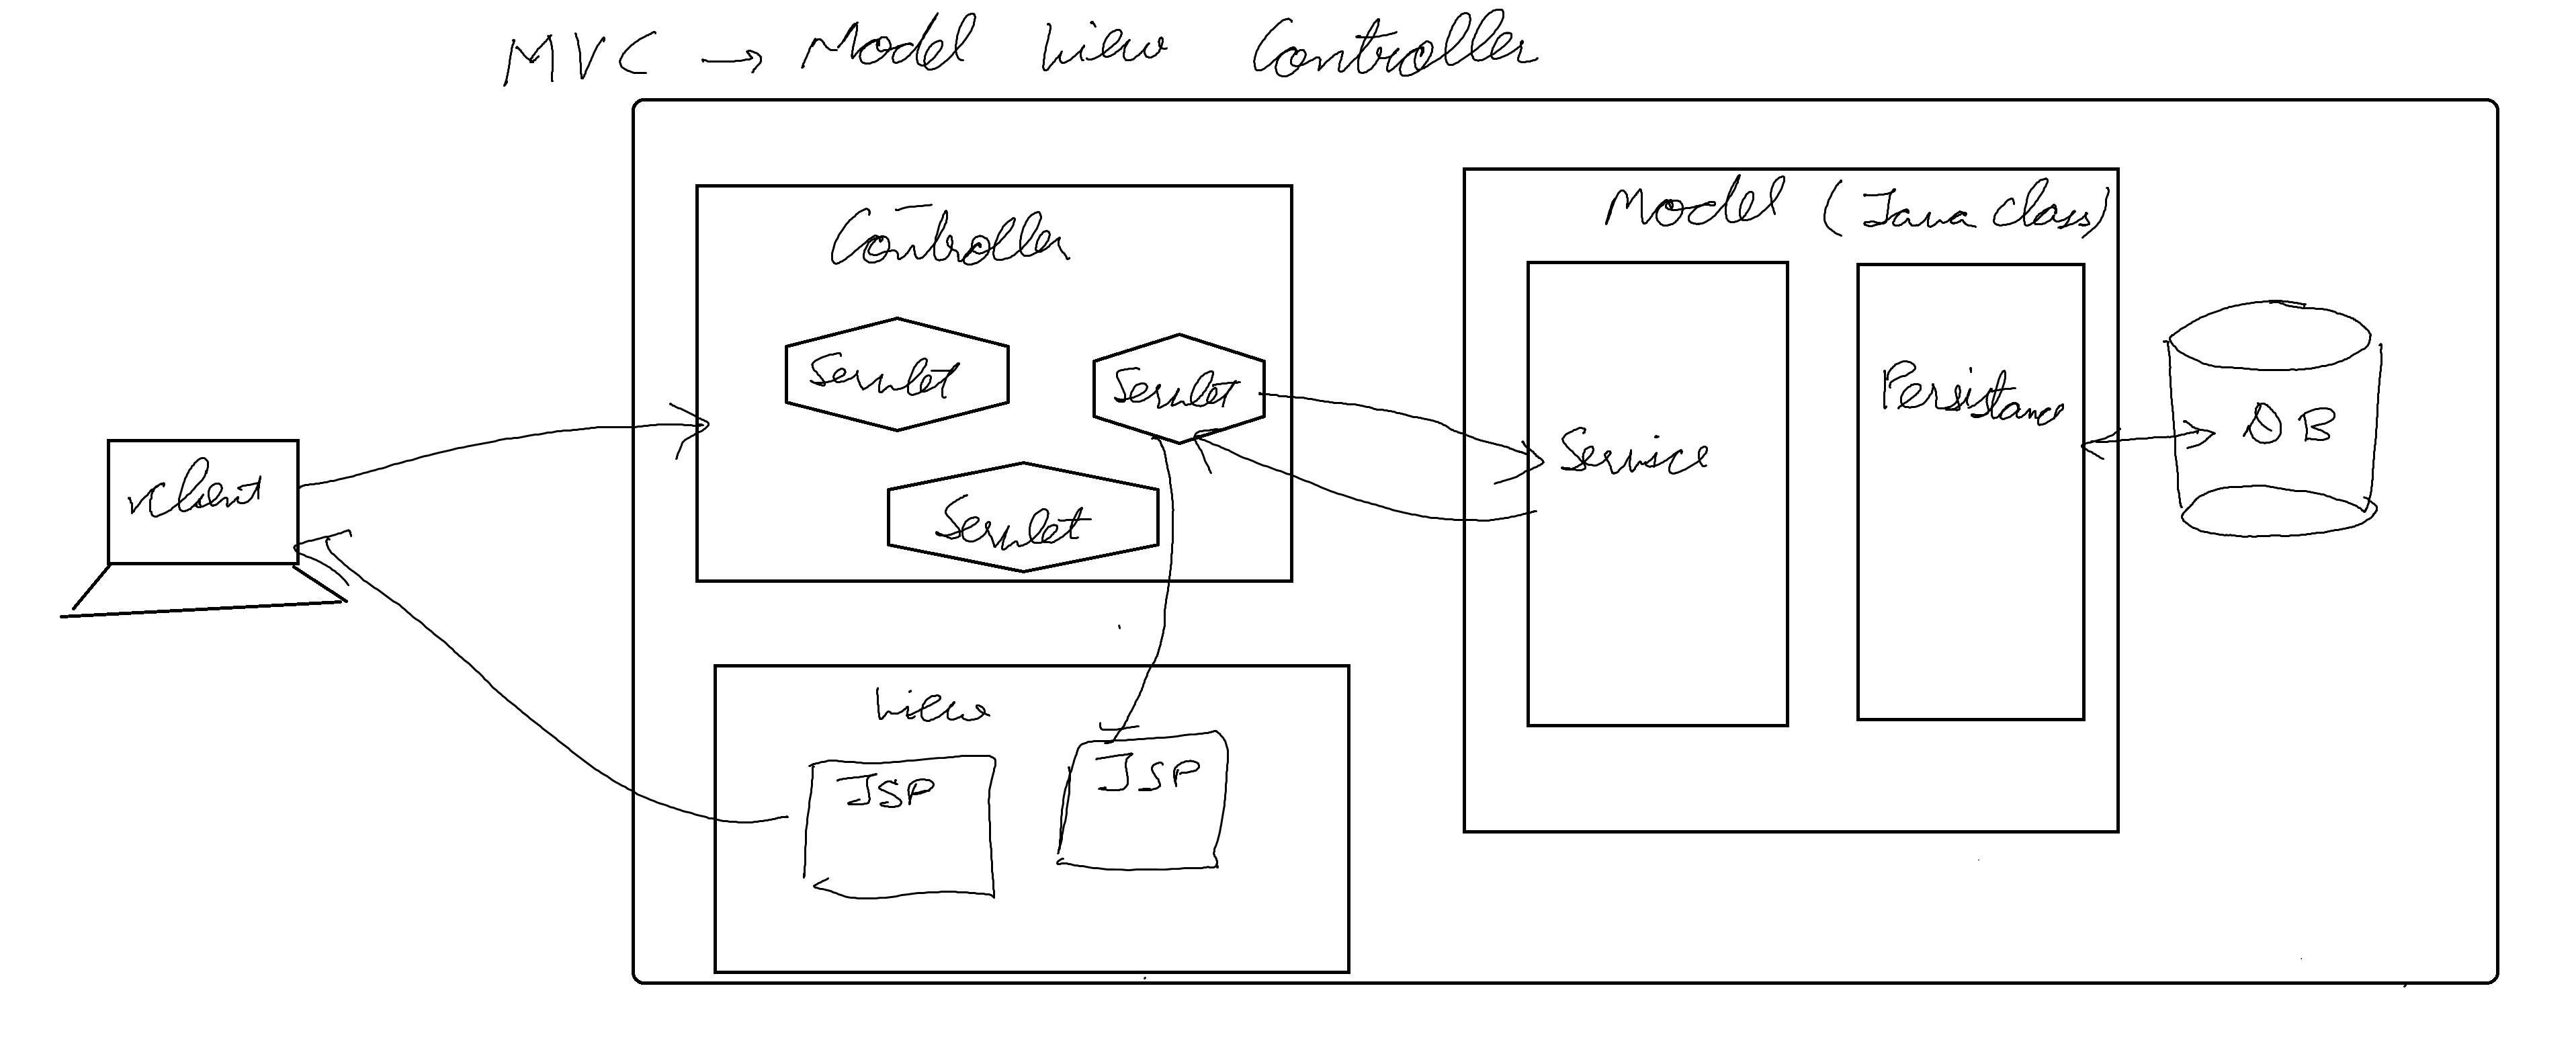 MVC → Model View Controller
Controller
Model (Java Class)
Servlet
Servlet
Servlet
Service
Persistance
DB
Client
View
JSP
JSP